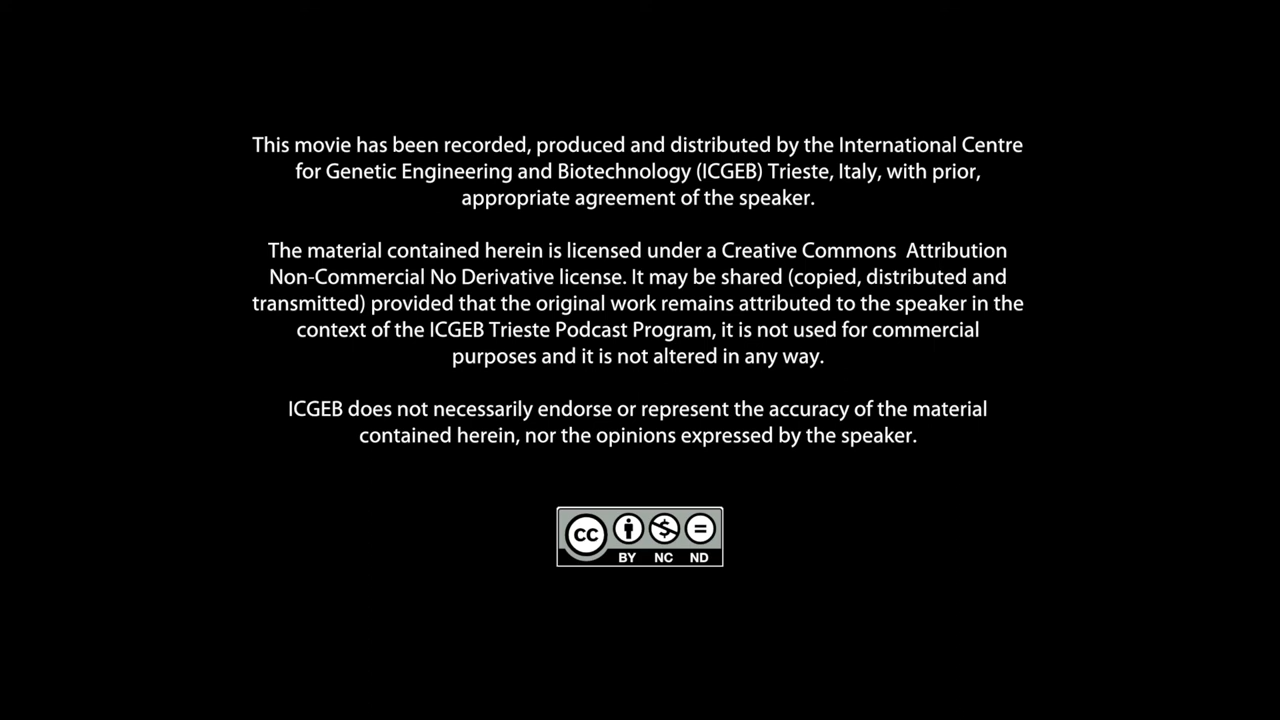 This movie has been recorded, produced and distributed by the International Centre
for Genetic Engineering and Biotechnology (ICGEB) Trieste, Italy, with prior,
appropriate agreement of the speaker.
The material contained herein is licensed under a Creative Commons  Attribution
Non-Commercial No Derivative license. It may be shared (copied, distributed and
transmitted) provided that the original work remains attributed to the speaker in the
context of the ICGEB Trieste Podcast Program, it is not used for commercial
purposes and it is not altered in any way.
ICGEB does not necessarily endorse or represent the accuracy of the material
contained herein, nor the opinions expressed by the speaker.
cc
BY NC ND